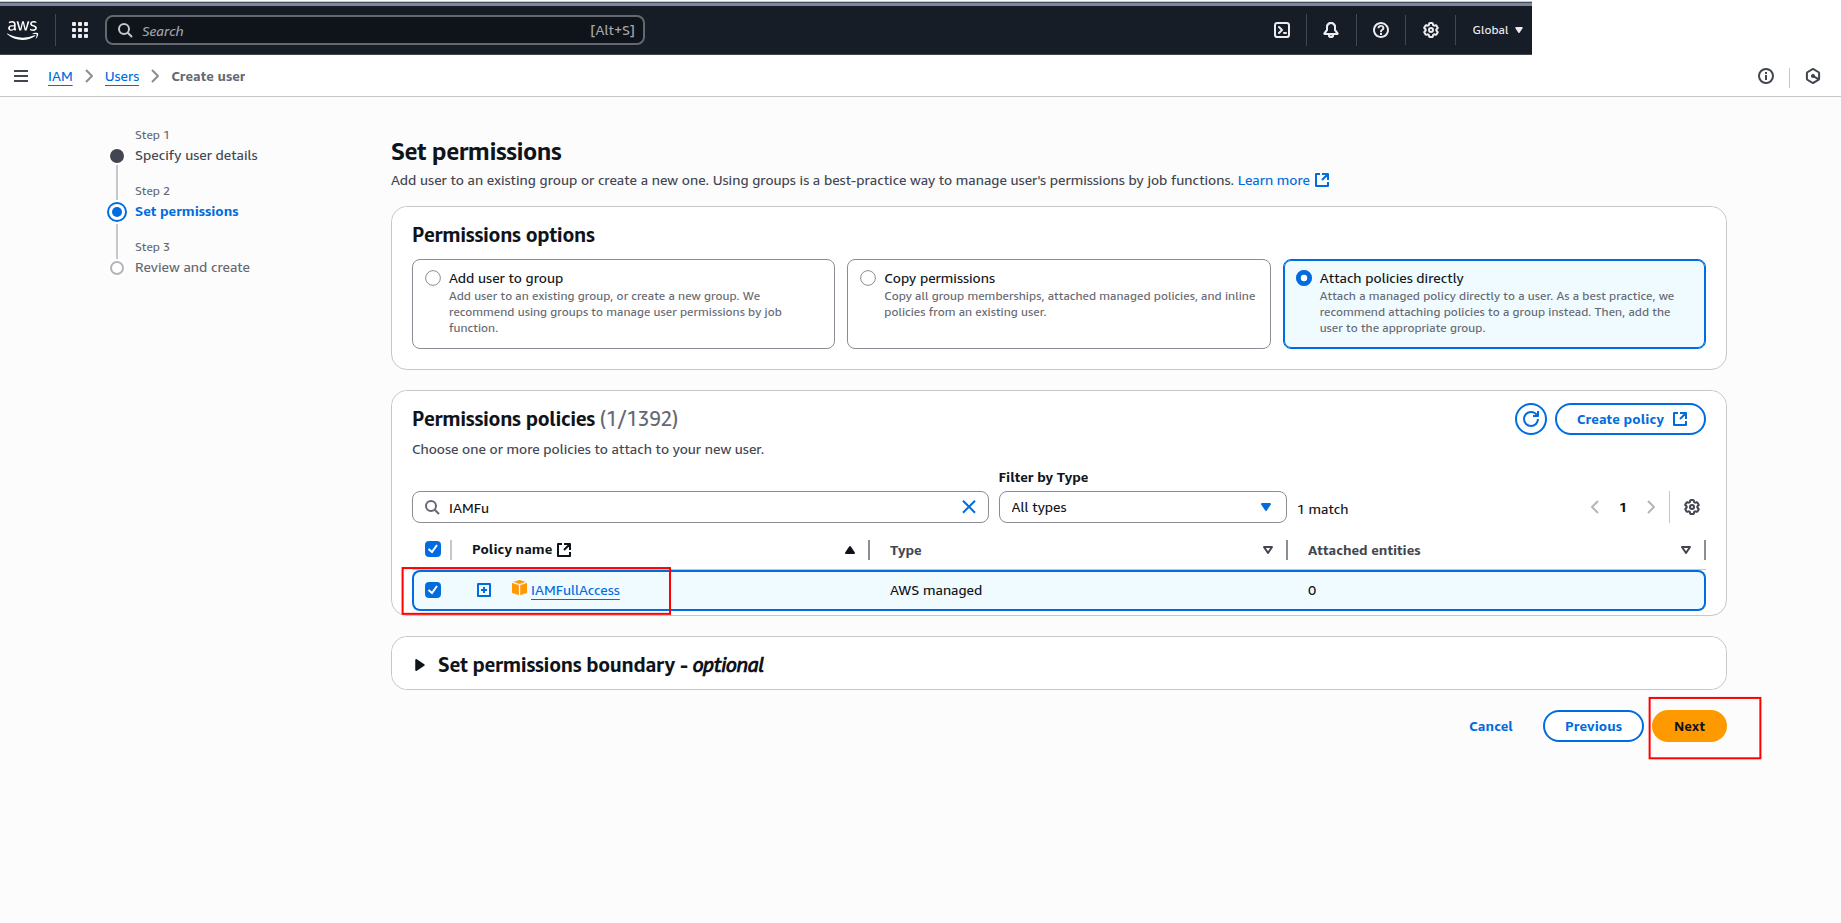 aws
Search
[Alt+S]
Global
IAM
Users
Create user
Step 1
Specify user details
Step 2
Set permissions
Step 3
Review and create
Set permissions
Add user to an existing group or create a new one. Using groups is a best-practice way to manage user's permissions by job functions. Learn more
Permissions options
Add user to group
Add user to an existing group, or create a new group. We
recommend using groups to manage user permissions by job
function.
Copy permissions
Copy all group memberships, attached managed policies, and inline
policies from an existing user.
Attach policies directly
Attach a managed policy directly to a user. As a best practice, we
recommend attaching policies to a group instead. Then, add the
user to the appropriate group.
Permissions policies (1/1392)
Create policy
Choose one or more policies to attach to your new user.
Filter by Type
IAMFu
All types
1 match
1
Policy name
Type
Attached entities
IAMFullAccess
AWS managed
0
Set permissions boundary - optional
Cancel
Previous
Next